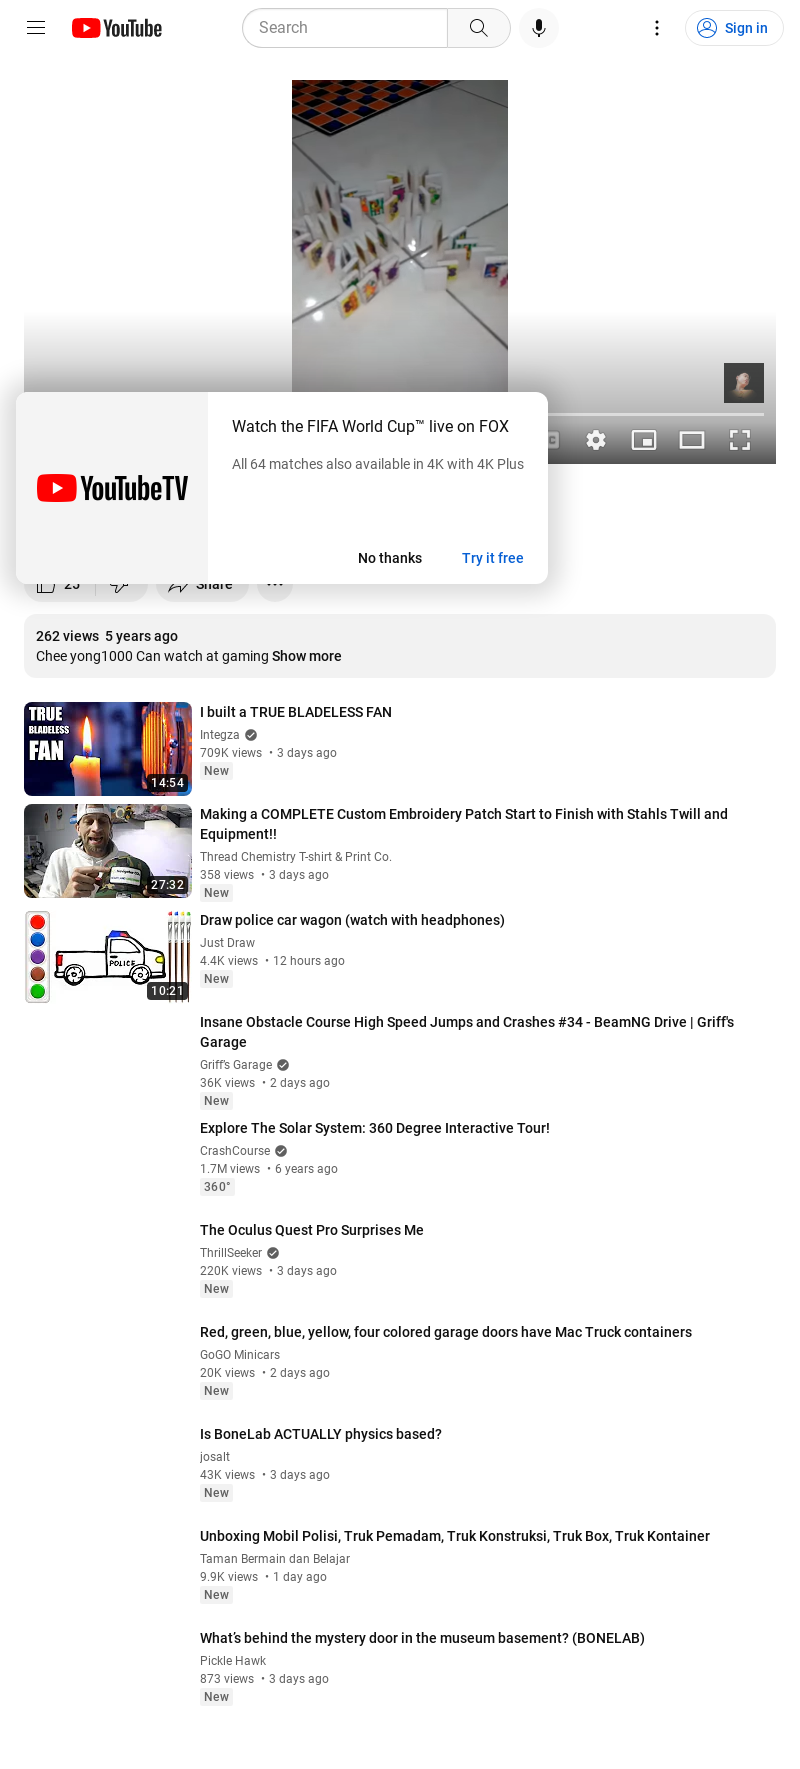 YouTube
Search
Sign in
Watch the FIFA World Cup™ live on FOX
All 64 matches also available in 4K with 4K Plus
YouTubeTV
No thanks
Try it free
25
Share
262 views 5 years ago
Chee yong1000 Can watch at gaming Show more
TRUE
BLADELESS
FAN
14:54
I built a TRUE BLADELESS FAN
Integza
709K views • 3 days ago
New
27:32
Making a COMPLETE Custom Embroidery Patch Start to Finish with Stahls Twill and
Equipment!!
Thread Chemistry T-shirt & Print Co.
358 views • 3 days ago
New
POLICE
10:21
Draw police car wagon (watch with headphones)
Just Draw
4.4K views • 12 hours ago
New
Insane Obstacle Course High Speed Jumps and Crashes #34 - BeamNG Drive | Griff's
Garage
Griff's Garage
36K views • 2 days ago
New
Explore The Solar System: 360 Degree Interactive Tour!
CrashCourse
1.7M views • 6 years ago
360°
The Oculus Quest Pro Surprises Me
ThrillSeeker
220K views • 3 days ago
New
Red, green, blue, yellow, four colored garage doors have Mac Truck containers
GoGO Minicars
20K views • 2 days ago
New
Is BoneLab ACTUALLY physics based?
josalt
43K views • 3 days ago
New
Unboxing Mobil Polisi, Truk Pemadam, Truk Konstruksi, Truk Box, Truk Kontainer
Taman Bermain dan Belajar
9.9K views • 1 day ago
New
What's behind the mystery door in the museum basement? (BONELAB)
Pickle Hawk
873 views • 3 days ago
New